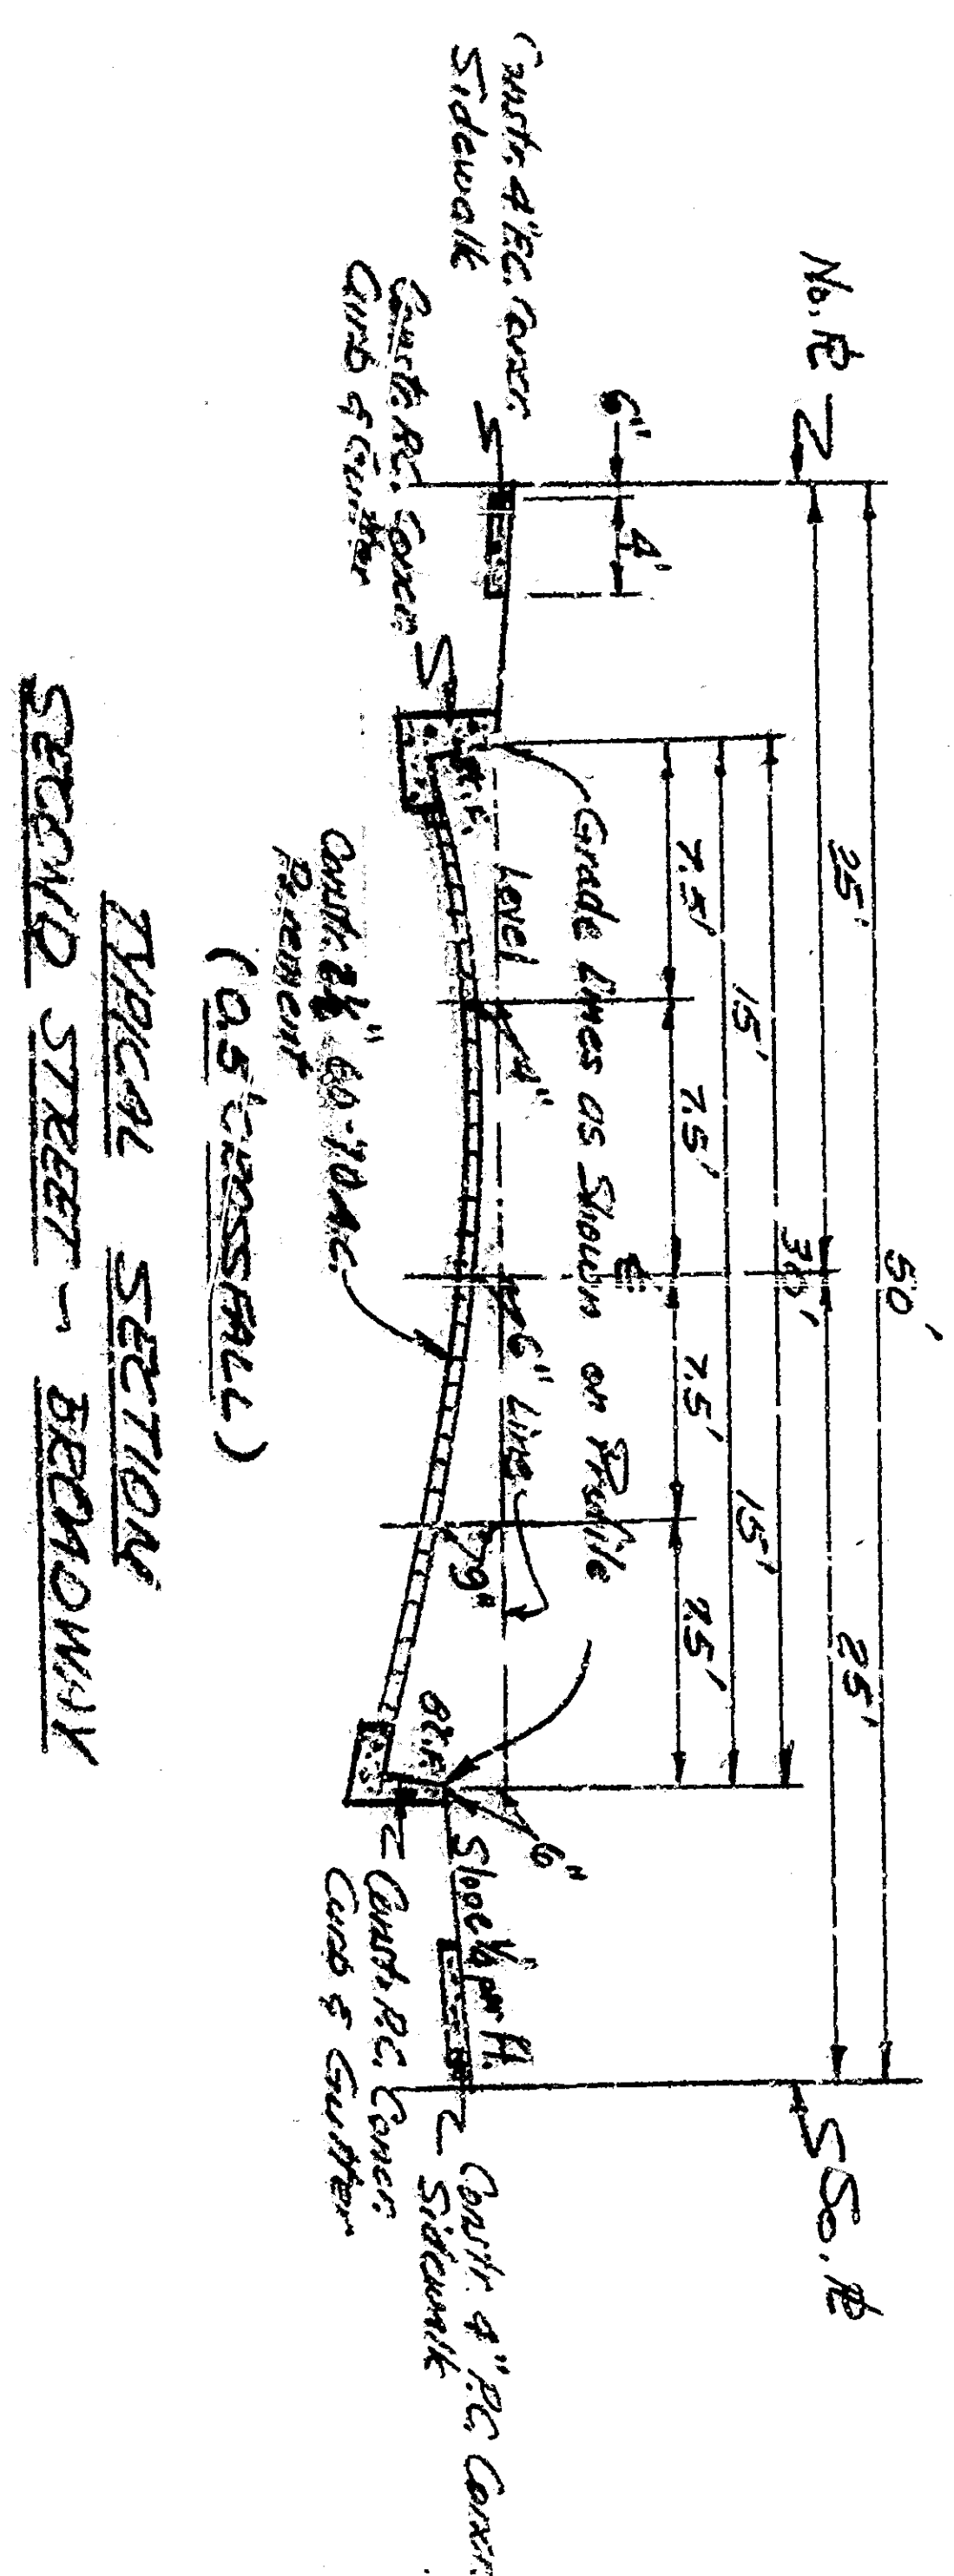 50'
No. ⅊
25'
25'
So. ⅊
30'
15'
15'
6"
4'
7.5'
7.5'
7.5'
7.5'
Grade Lines as Shown on Profile
Constr. 4" P.C. Concr.
Sidewalk
Level
6" Line
4"
9"
6"
8" C.F.
Slope ¼" per ft.
Constr. P.C. Concr.
Curb & Gutter
Constr. 60-70 A.C.
Pavement
Constr. P.C. Concr.
Curb & Gutter
Constr. 4" P.C. Concr.
Sidewalk
(0.5' CROSSFALL)
TYPICAL SECTION
SECOND STREET - BROADWAY